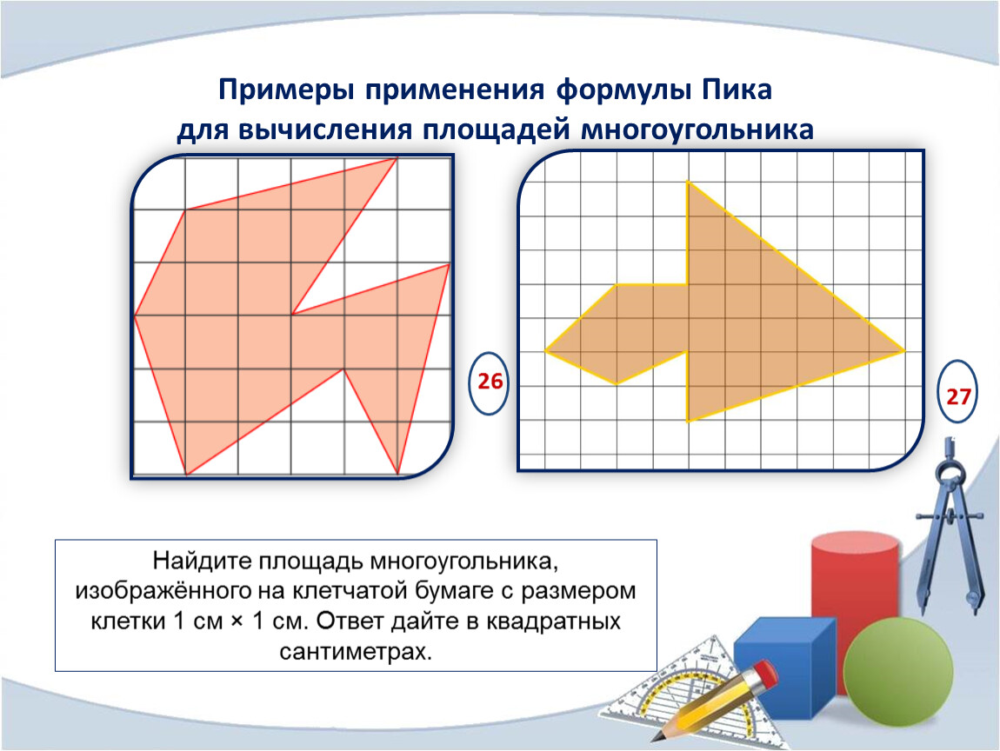 Примеры применения формулы Пика
для вычисления площадей многоугольника
26
27
Найдите площадь многоугольника,
изображённого на клетчатой бумаге с размером
клетки 1 см × 1 см. Ответ дайте в квадратных
сантиметрах.